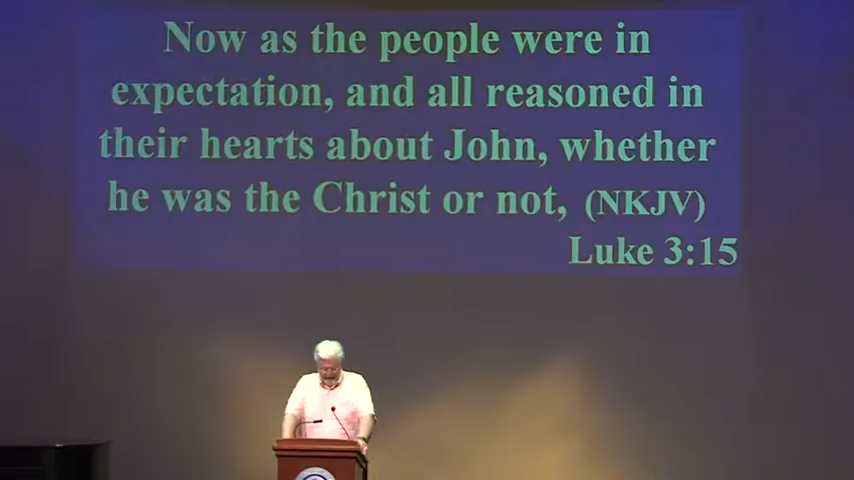 Now as the people were in
expectation, and all reasoned in
their hearts about John, whether
he was the Christ or not, (NKJV)
Luke 3:15